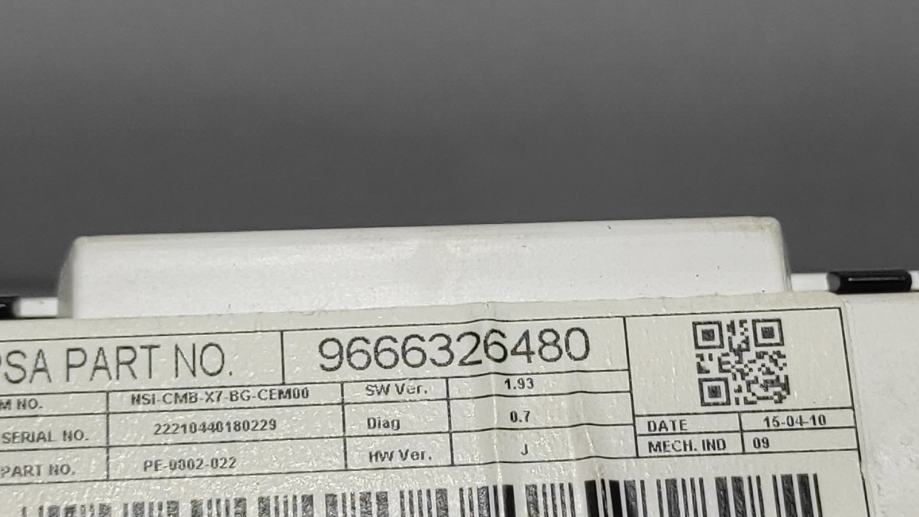 PSA PART NO. 9666326480
M NO. NSI-CMB-X7-BG-CEM00 SW Ver. 1.93
SERIAL NO. 22210440180229 Diag 0.7 DATE 15-04-10
PART NO. PE-0002-022 HW Ver. J MECH. IND 09